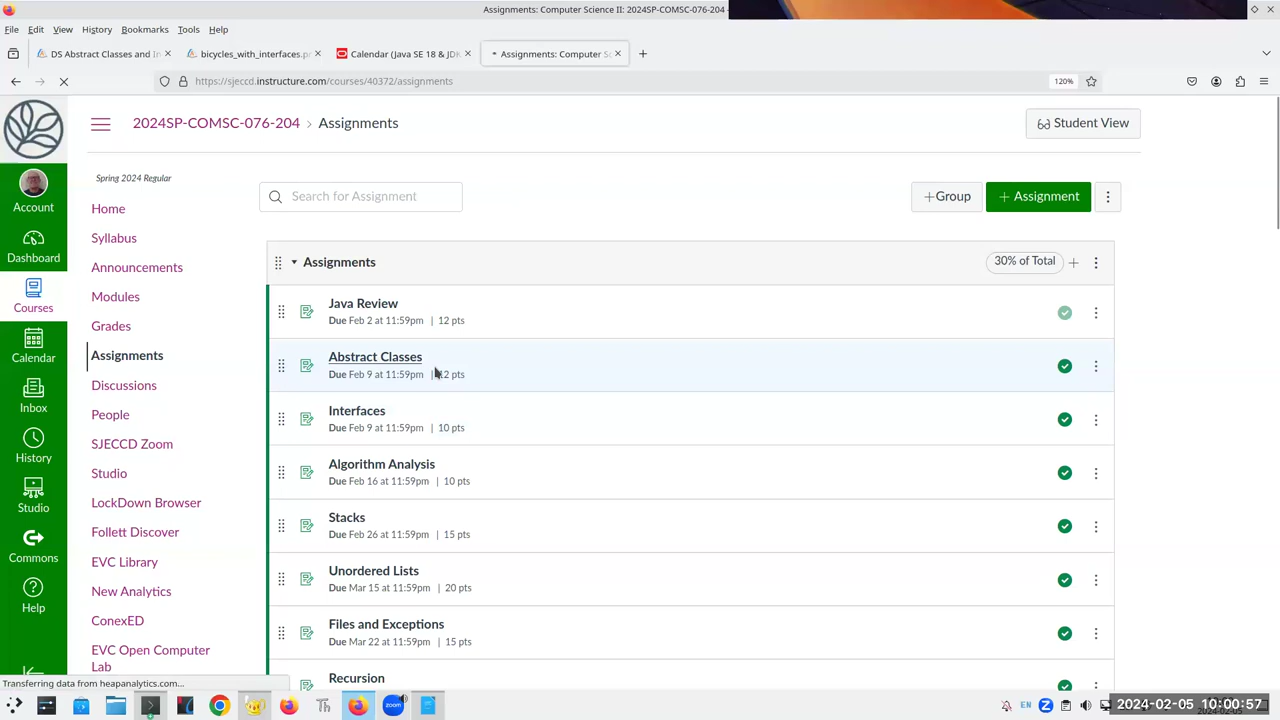 Assignments: Computer Science II: 2024SP-COMSC-076-204 -
File Edit View History Bookmarks Tools Help
DS Abstract Classes and In
bicycles_with_interfaces.pr
Calendar (Java SE 18 & JDK
Assignments: Computer Sc
https://sjeccd.instructure.com/courses/40372/assignments
120%
2024SP-COMSC-076-204 › Assignments
Student View
Spring 2024 Regular
Search for Assignment
+Group
+ Assignment
Account
Dashboard
Courses
Calendar
Inbox
History
Studio
Commons
Help
Home
Syllabus
Announcements
Modules
Grades
Assignments
Discussions
People
SJECCD Zoom
Studio
LockDown Browser
Follett Discover
EVC Library
New Analytics
ConexED
EVC Open Computer
Lab
Assignments
30% of Total
Java Review
Due Feb 2 at 11:59pm | 12 pts
Abstract Classes
Due Feb 9 at 11:59pm | 12 pts
Interfaces
Due Feb 9 at 11:59pm | 10 pts
Algorithm Analysis
Due Feb 16 at 11:59pm | 10 pts
Stacks
Due Feb 26 at 11:59pm | 15 pts
Unordered Lists
Due Mar 15 at 11:59pm | 20 pts
Files and Exceptions
Due Mar 22 at 11:59pm | 15 pts
Recursion
Transferring data from heapanalytics.com...
Th
zoom
EN
Z
2024-02-05 10:00:57